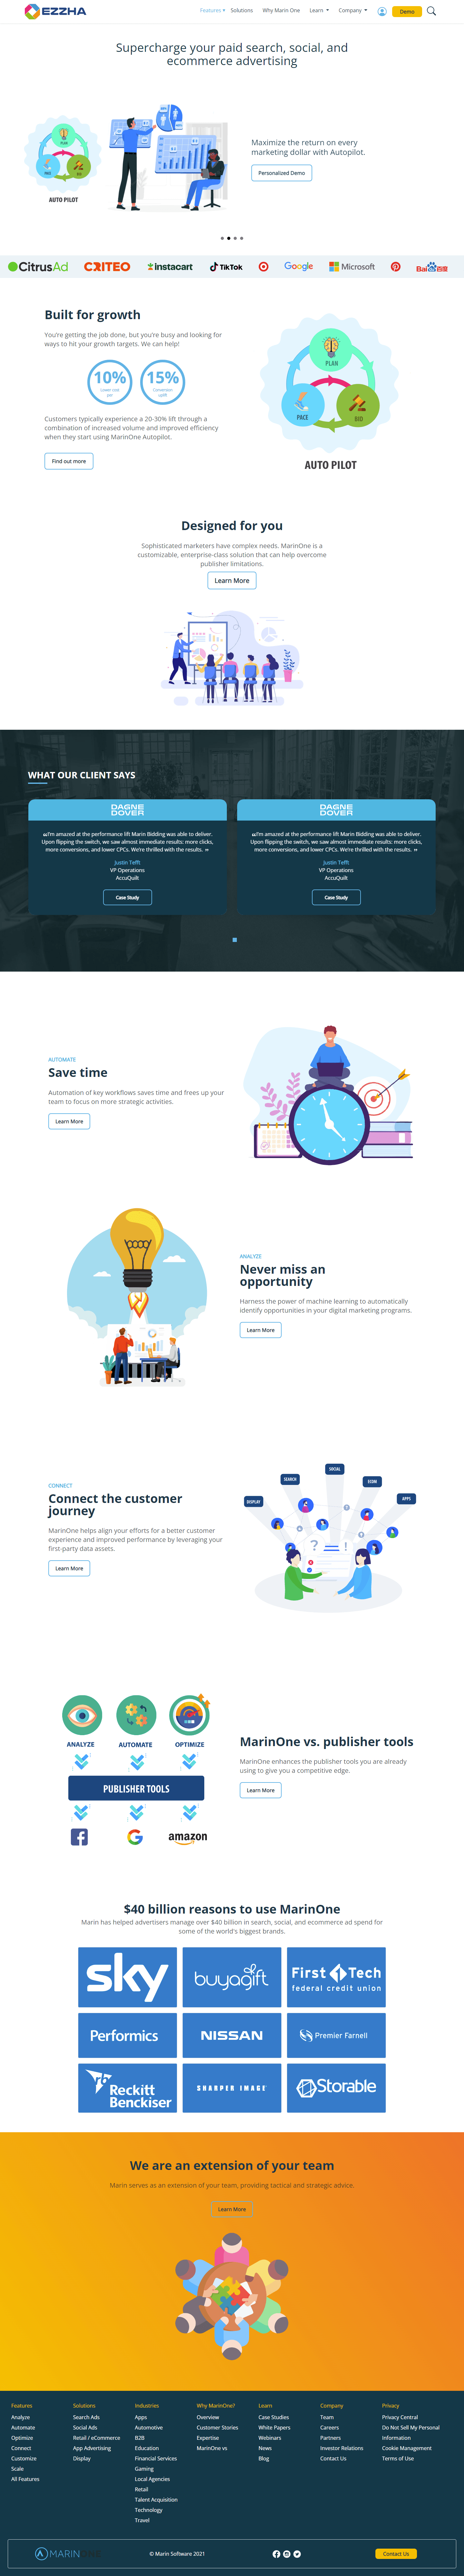 EZZHA
Features
Solutions
Why Marin One
Learn
Company
Demo
Supercharge your paid search, social, and
ecommerce advertising
PLAN
PACE
BID
AUTO PILOT
Maximize the return on every
marketing dollar with Autopilot.
Personalized Demo
CitrusAd
CRITEO
instacart
TikTok
Google
Microsoft
Bai 百度
Built for growth
You're getting the job done, but you're busy and looking for
ways to hit your growth targets. We can help!
10%
Lower cost
per
15%
Conversion
uplift
Customers typically experience a 20-30% lift through a
combination of increased volume and improved efficiency
when they start using MarinOne Autopilot.
Find out more
PLAN
PACE
BID
AUTO PILOT
Designed for you
Sophisticated marketers have complex needs. MarinOne is a
customizable, enterprise-class solution that can help overcome
publisher limitations.
Learn More
WHAT OUR CLIENT SAYS
DAGNE
DOVER
“I'm amazed at the performance lift Marin Bidding was able to deliver.
Upon flipping the switch, we saw almost immediate results: more clicks,
more conversions, and lower CPCs. We're thrilled with the results. ”
Justin Tefft
VP Operations
AccuQuilt
Case Study
DAGNE
DOVER
“I'm amazed at the performance lift Marin Bidding was able to deliver.
Upon flipping the switch, we saw almost immediate results: more clicks,
more conversions, and lower CPCs. We're thrilled with the results. ”
Justin Tefft
VP Operations
AccuQuilt
Case Study
AUTOMATE
Save time
Automation of key workflows saves time and frees up your
team to focus on more strategic activities.
Learn More
ANALYZE
Never miss an
opportunity
Harness the power of machine learning to automatically
identify opportunities in your digital marketing programs.
Learn More
CONNECT
Connect the customer
journey
MarinOne helps align your efforts for a better customer
experience and improved performance by leveraging your
first-party data assets.
Learn More
DISPLAY
SEARCH
SOCIAL
ECOM
APPS
ANALYZE
AUTOMATE
OPTIMIZE
PUBLISHER TOOLS
amazon
MarinOne vs. publisher tools
MarinOne enhances the publisher tools you are already
using to give you a competitive edge.
Learn More
$40 billion reasons to use MarinOne
Marin has helped advertisers manage over $40 billion in search, social, and ecommerce ad spend for
some of the world's biggest brands.
sky
buyagift
First Tech
federal credit union
Performics
NISSAN
Premier Farnell
Reckitt
Benckiser
SHARPER IMAGE
Storable
We are an extension of your team
Marin serves as an extension of your team, providing tactical and strategic advice.
Learn More
Features
Analyze
Automate
Optimize
Connect
Customize
Scale
All Features
Solutions
Search Ads
Social Ads
Retail / eCommerce
App Advertising
Display
Industries
Apps
Automotive
B2B
Education
Financial Services
Gaming
Local Agencies
Retail
Talent Acquisition
Technology
Travel
Why MarinOne?
Overview
Customer Stories
Expertise
MarinOne vs
Learn
Case Studies
White Papers
Webinars
News
Blog
Company
Team
Careers
Partners
Investor Relations
Contact Us
Privacy
Privacy Central
Do Not Sell My Personal
Information
Cookie Management
Terms of Use
MARIN ONE
© Marin Software 2021
Contact Us